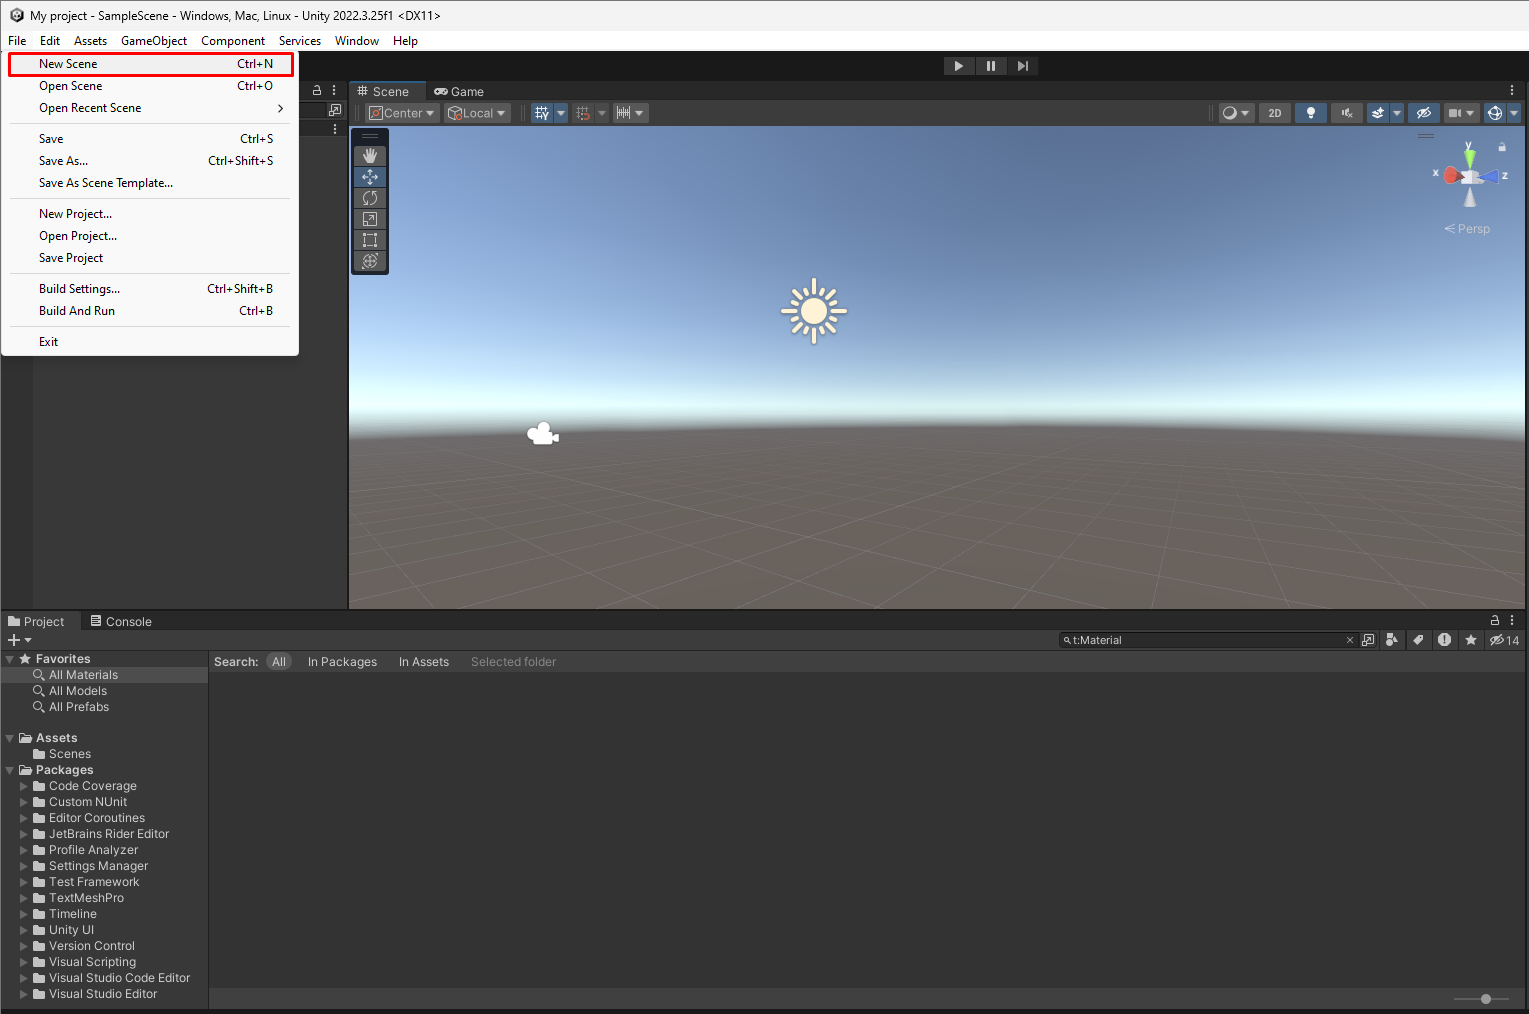 My project - SampleScene - Windows, Mac, Linux - Unity 2022.3.25f1 <DX11>
File Edit Assets GameObject Component Services Window Help
New Scene Ctrl+N
Open Scene Ctrl+O
Open Recent Scene
Save Ctrl+S
Save As... Ctrl+Shift+S
Save As Scene Template...
New Project...
Open Project...
Save Project
Build Settings... Ctrl+Shift+B
Build And Run Ctrl+B
Exit
Scene Game
Center Local 2D
y
x z
Persp
Project Console
t:Material 14
Favorites
All Materials
All Models
All Prefabs
Assets
Scenes
Packages
Code Coverage
Custom NUnit
Editor Coroutines
JetBrains Rider Editor
Profile Analyzer
Settings Manager
Test Framework
TextMeshPro
Timeline
Unity UI
Version Control
Visual Scripting
Visual Studio Code Editor
Visual Studio Editor
Search: All In Packages In Assets Selected folder